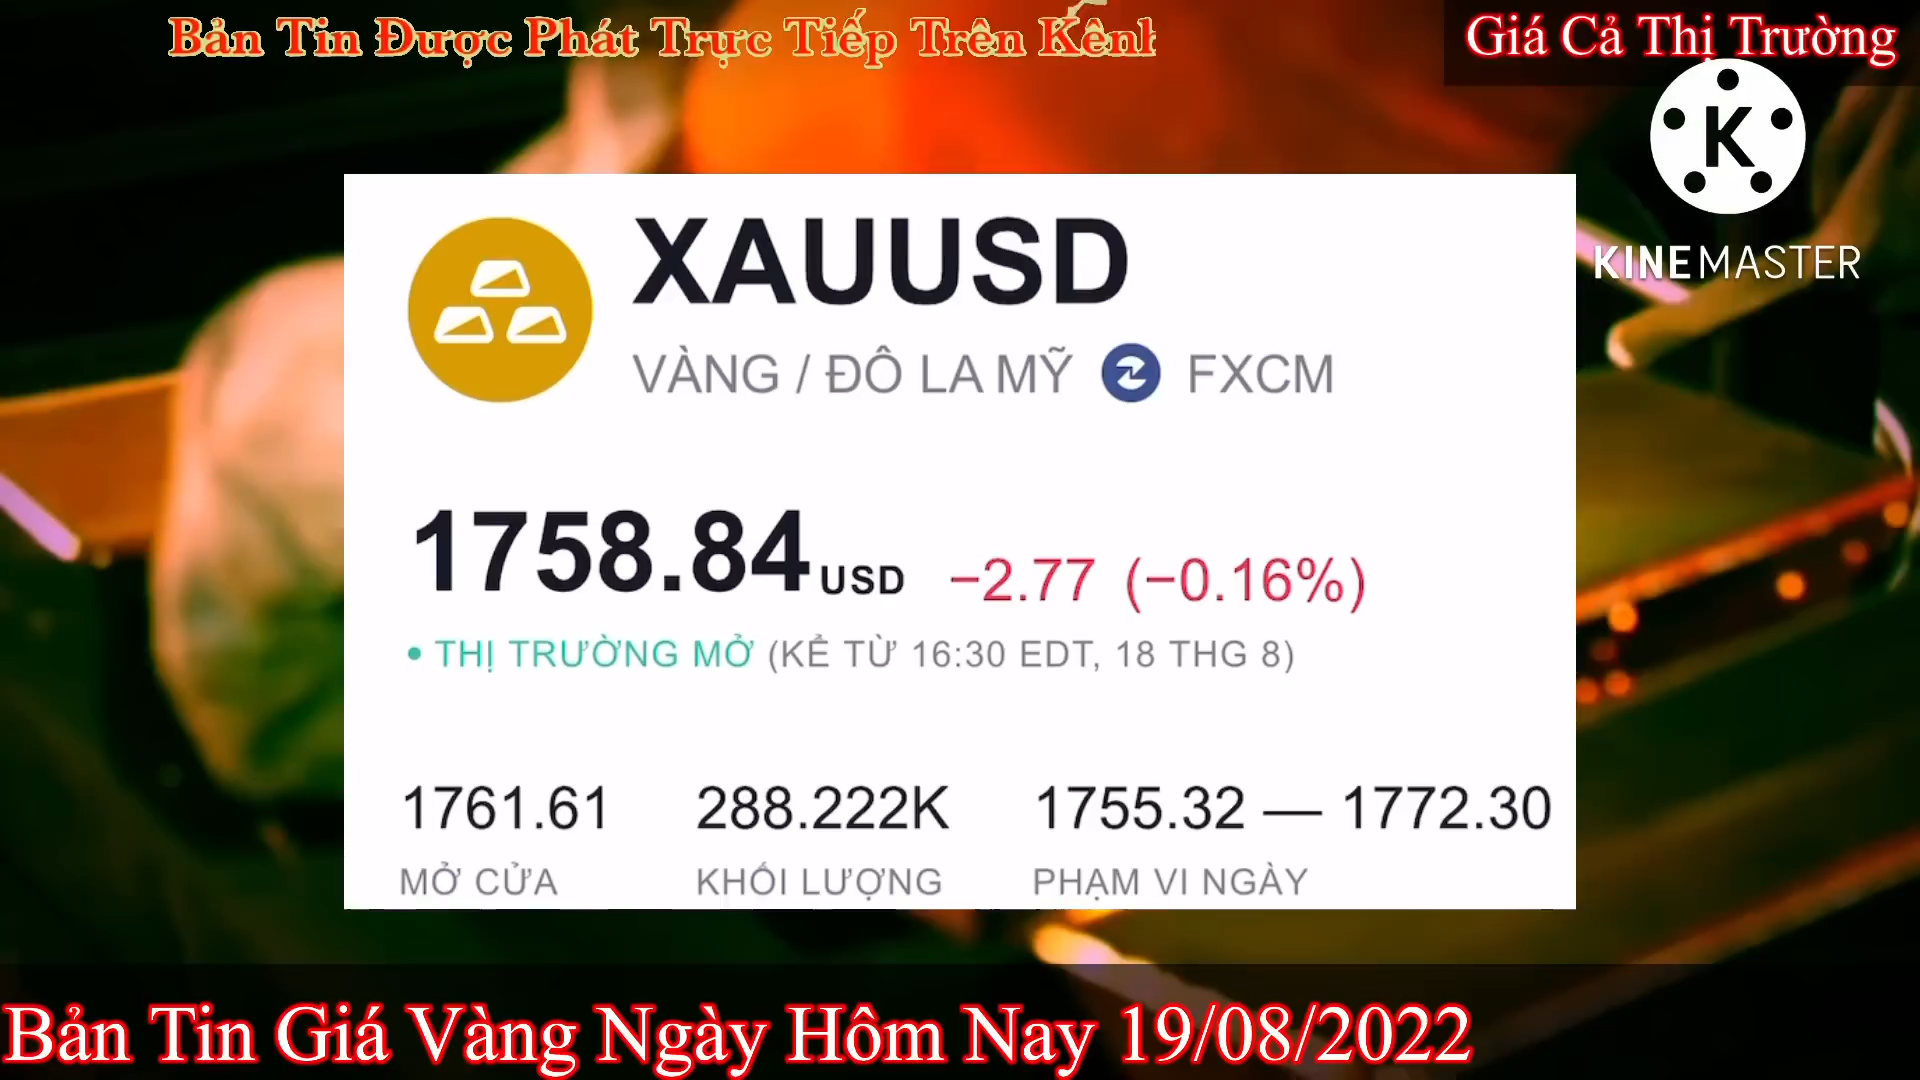 Bản Tin Được Phát Trực Tiếp Trên Kênh
Giá Cả Thị Trường
K
KINEMASTER
XAUUSD
VÀNG / ĐÔ LA MỸ FXCM
1758.84 USD −2.77 (−0.16%)
• THỊ TRƯỜNG MỞ (KỂ TỪ 16:30 EDT, 18 THG 8)
1761.61 288.222K 1755.32 — 1772.30
MỞ CỬA KHỐI LƯỢNG PHẠM VI NGÀY
Bản Tin Giá Vàng Ngày Hôm Nay 19/08/2022